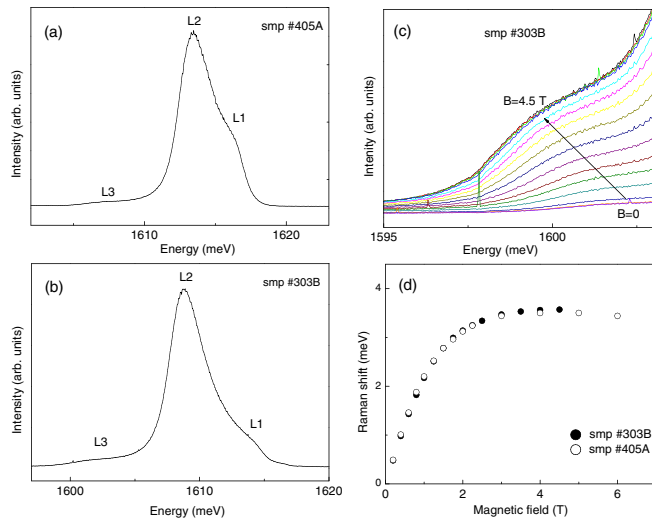 (a)
L2
smp #405A
L1
L3
Intensity (arb. units)
1610
1620
Energy (meV)
(b)
L2
smp #303B
L1
L3
Intensity (arb. units)
1600
1610
1620
Energy (meV)
(c)
smp #303B
B=4.5 T
B=0
Intenity (arb. units)
1595
1600
Energy (meV)
(d)
Raman shift (meV)
4
2
0
smp #303B
smp #405A
0
2
4
6
Magnetic field (T)